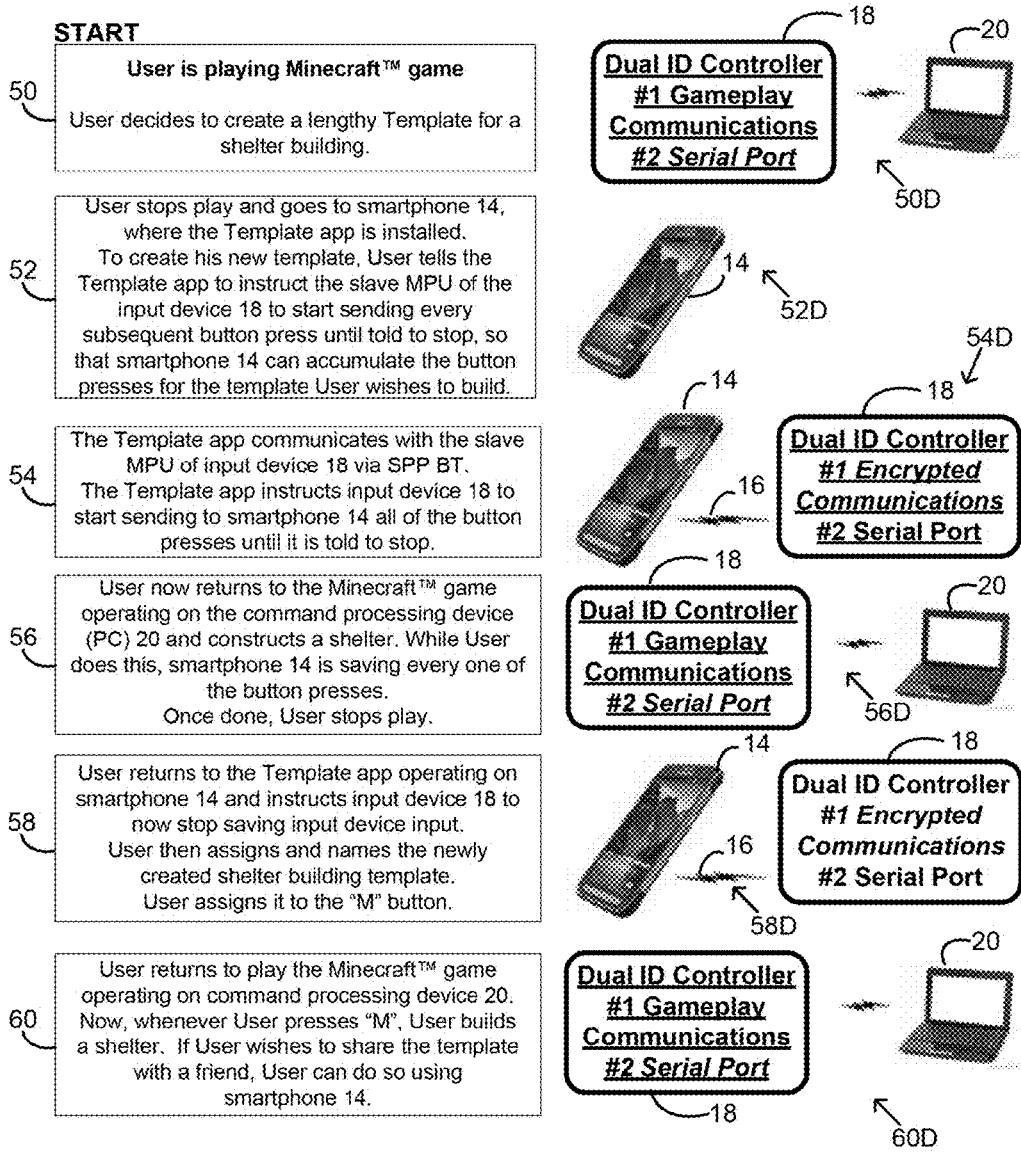 START
50
User is playing Minecraft™ game
User decides to create a lengthy Template for a
shelter building.
18
Dual ID Controller
#1 Gameplay
Communications
#2 Serial Port
20
50D
52
User stops play and goes to smartphone 14,
where the Template app is installed.
To create his new template, User tells the
Template app to instruct the slave MPU of the
input device 18 to start sending every
subsequent button press until told to stop, so
that smartphone 14 can accumulate the button
presses for the template User wishes to build.
14
52D
54
The Template app communicates with the slave
MPU of input device 18 via SPP BT.
The Template app instructs input device 18 to
start sending to smartphone 14 all of the button
presses until it is told to stop.
14
16
54D
18
Dual ID Controller
#1 Encrypted
Communications
#2 Serial Port
56
User now returns to the Minecraft™ game
operating on the command processing device
(PC) 20 and constructs a shelter. While User
does this, smartphone 14 is saving every one of
the button presses.
Once done, User stops play.
18
Dual ID Controller
#1 Gameplay
Communications
#2 Serial Port
20
56D
58
User returns to the Template app operating on
smartphone 14 and instructs input device 18 to
now stop saving input device input.
User then assigns and names the newly
created shelter building template.
User assigns it to the “M” button.
14
16
58D
18
Dual ID Controller
#1 Encrypted
Communications
#2 Serial Port
60
User returns to play the Minecraft™ game
operating on command processing device 20.
Now, whenever User presses “M”, User builds
a shelter. If User wishes to share the template
with a friend, User can do so using
smartphone 14.
Dual ID Controller
#1 Gameplay
Communications
#2 Serial Port
18
20
60D